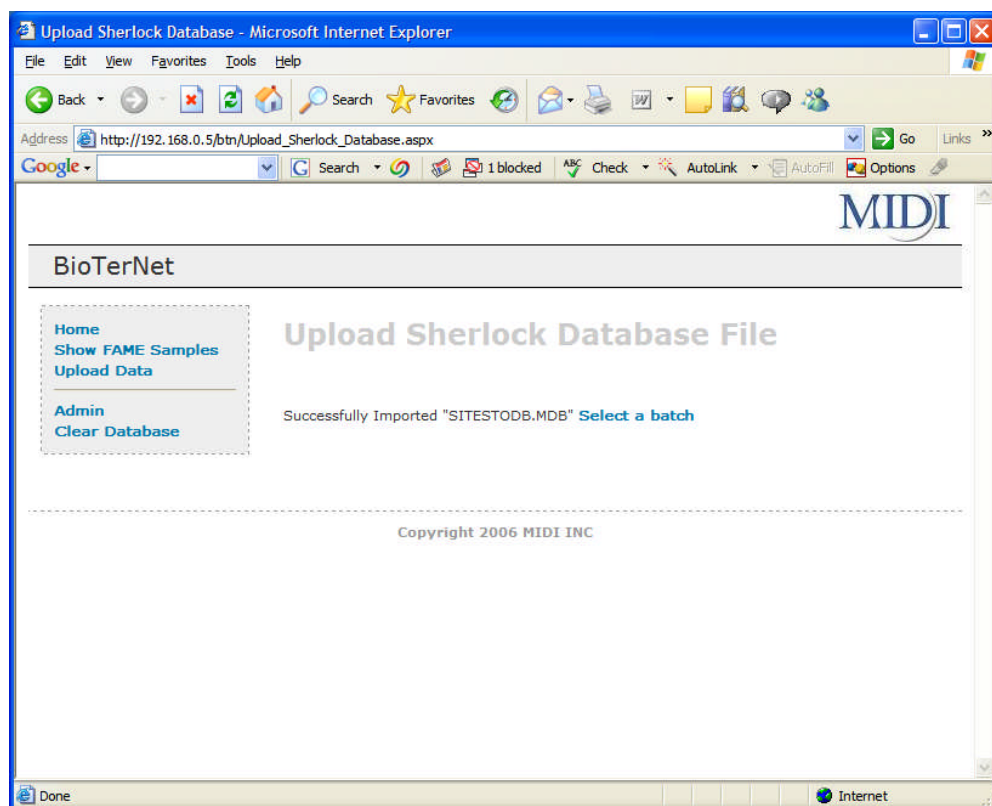 Upload Sherlock Database - Microsoft Internet Explorer
File Edit View Favorites Tools Help
Back Search Favorites W
Address http://192.168.0.5/btn/Upload_Sherlock_Database.aspx Go Links »
Google G Search 1 blocked ABC Check AutoLink AutoFill Options
MIDI
BioTerNet
Home
Show FAME Samples
Upload Data
Admin
Clear Database
Upload Sherlock Database File
Successfully Imported "SITESTODB.MDB" Select a batch
Copyright 2006 MIDI INC
Done Internet